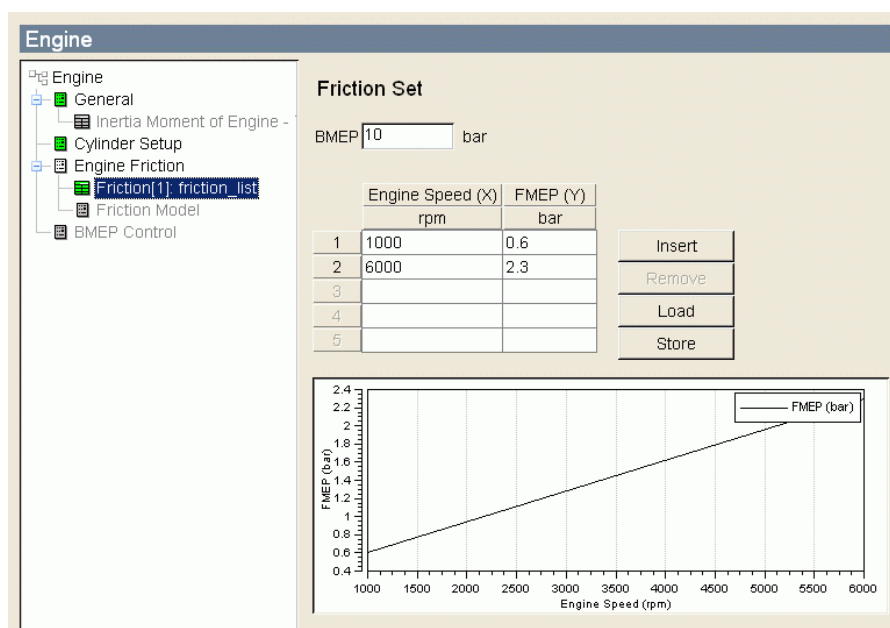 Engine
Engine
General
Inertia Moment of Engine -
Cylinder Setup
Engine Friction
Friction[1]: friction_list
Friction Model
BMEP Control
Friction Set
BMEP 10 bar
Engine Speed (X) FMEP (Y)
rpm bar
1 1000 0.6
2 6000 2.3
3
4
5
Insert
Remove
Load
Store
2.4
2.2
2
1.8
1.6
1.4
1.2
1
0.8
0.6
0.4
FMEP (bar)
FMEP (bar)
1000 1500 2000 2500 3000 3500 4000 4500 5000 5500 6000
Engine Speed (rpm)